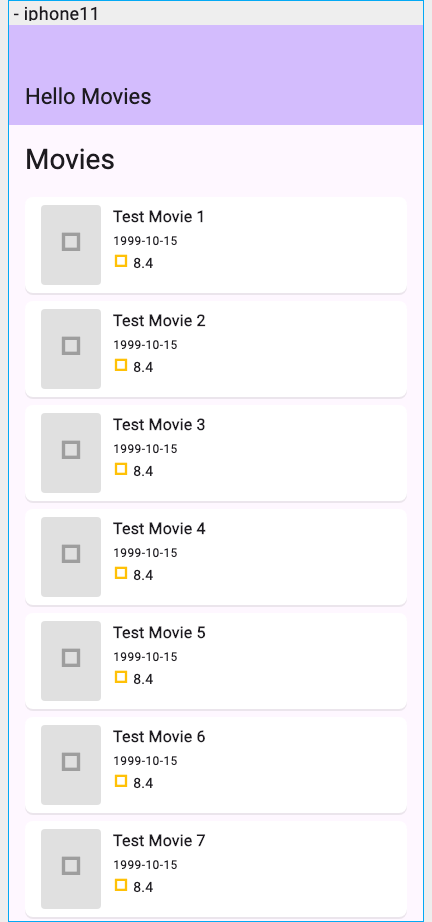 - iphone11
Hello Movies
Movies
Test Movie 1
1999-10-15
8.4
Test Movie 2
1999-10-15
8.4
Test Movie 3
1999-10-15
8.4
Test Movie 4
1999-10-15
8.4
Test Movie 5
1999-10-15
8.4
Test Movie 6
1999-10-15
8.4
Test Movie 7
1999-10-15
8.4